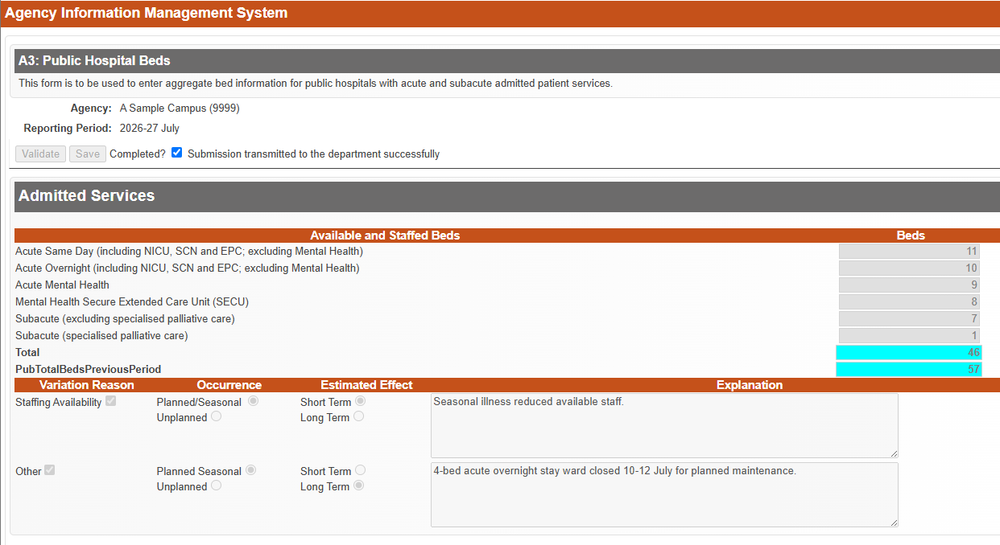 Agency Information Management System
A3: Public Hospital Beds
This form is to be used to enter aggregate bed information for public hospitals with acute and subacute admitted patient services.
Agency: A Sample Campus (9999)
Reporting Period: 2026-27 July
Validate Save Completed? Submission transmitted to the department successfully
Admitted Services
Available and Staffed Beds Beds
Acute Same Day (including NICU, SCN and EPC; excluding Mental Health) 11
Acute Overnight (including NICU, SCN and EPC; excluding Mental Health) 10
Acute Mental Health 9
Mental Health Secure Extended Care Unit (SECU) 8
Subacute (excluding specialised palliative care) 7
Subacute (specialised palliative care) 1
Total 46
PubTotalBedsPreviousPeriod 57
Variation Reason Occurrence Estimated Effect Explanation
Staffing Availability Planned/Seasonal Short Term Seasonal illness reduced available staff.
Unplanned Long Term
Other Planned Seasonal Short Term 4-bed acute overnight stay ward closed 10-12 July for planned maintenance.
Unplanned Long Term